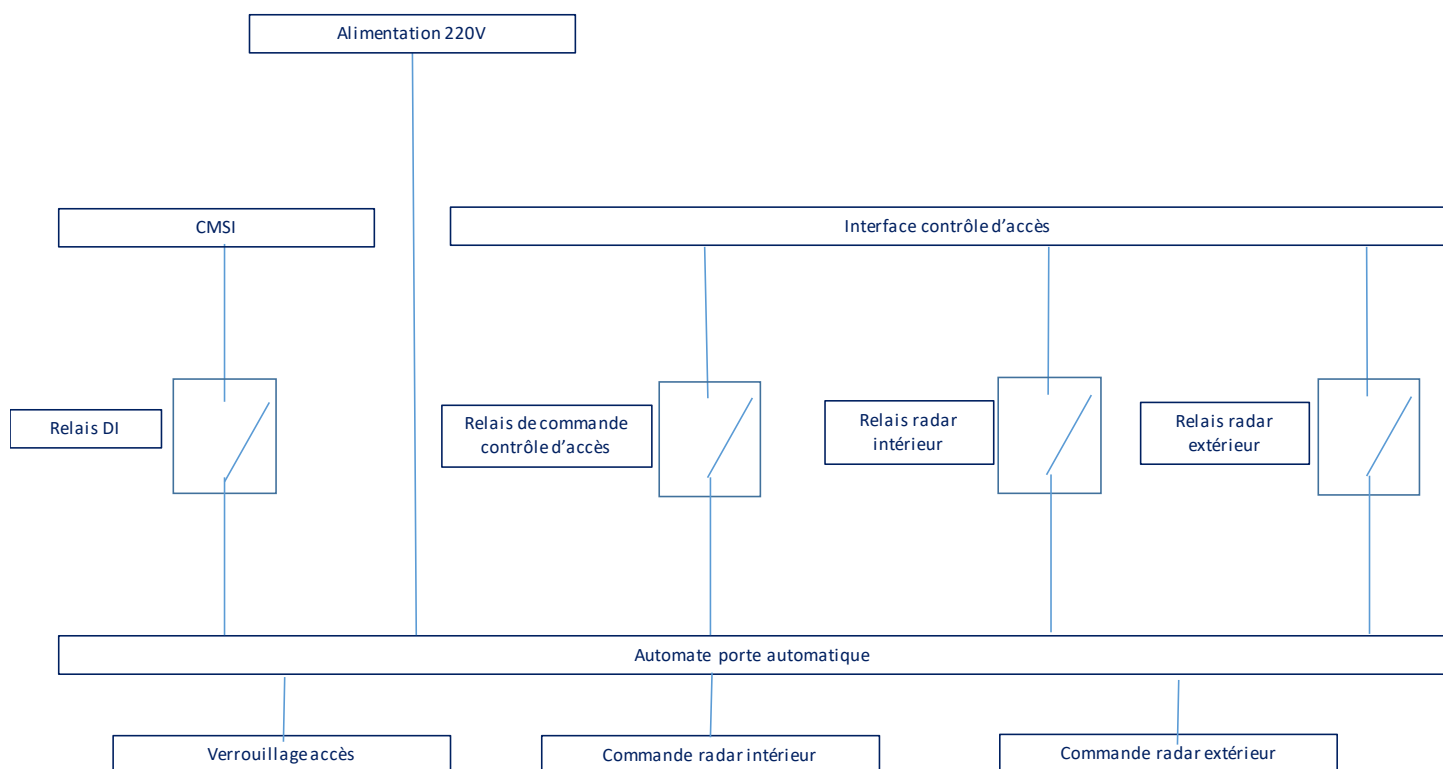 Alimentation 220V
CMSI
Interface contrôle d’accès
Relais DI
Relais de commande
contrôle d’accès
Relais radar
intérieur
Relais radar
extérieur
Automate porte automatique
Verrouillage accès
Commande radar intérieur
Commande radar extérieur